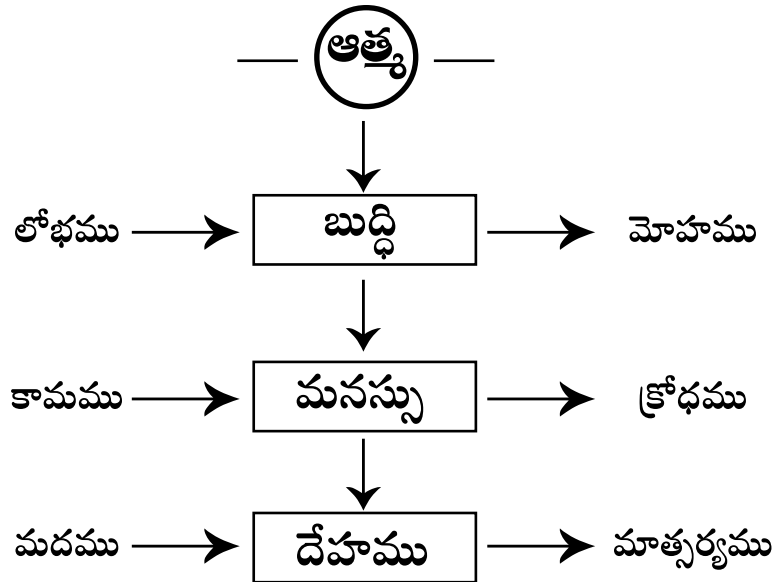 ఆత్మ
లోభము బుద్ధి మోహము
కామము మనస్సు క్రోధము
మదము దేహము మాత్సర్యము